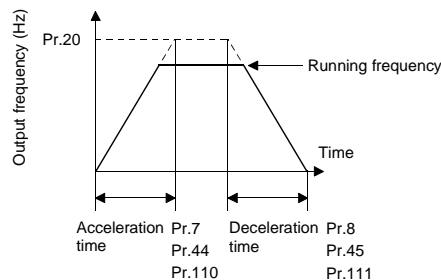 Output frequency (Hz)
Pr.20
Running frequency
Time
Acceleration time
Pr.7
Pr.44
Pr.110
Deceleration time
Pr.8
Pr.45
Pr.111